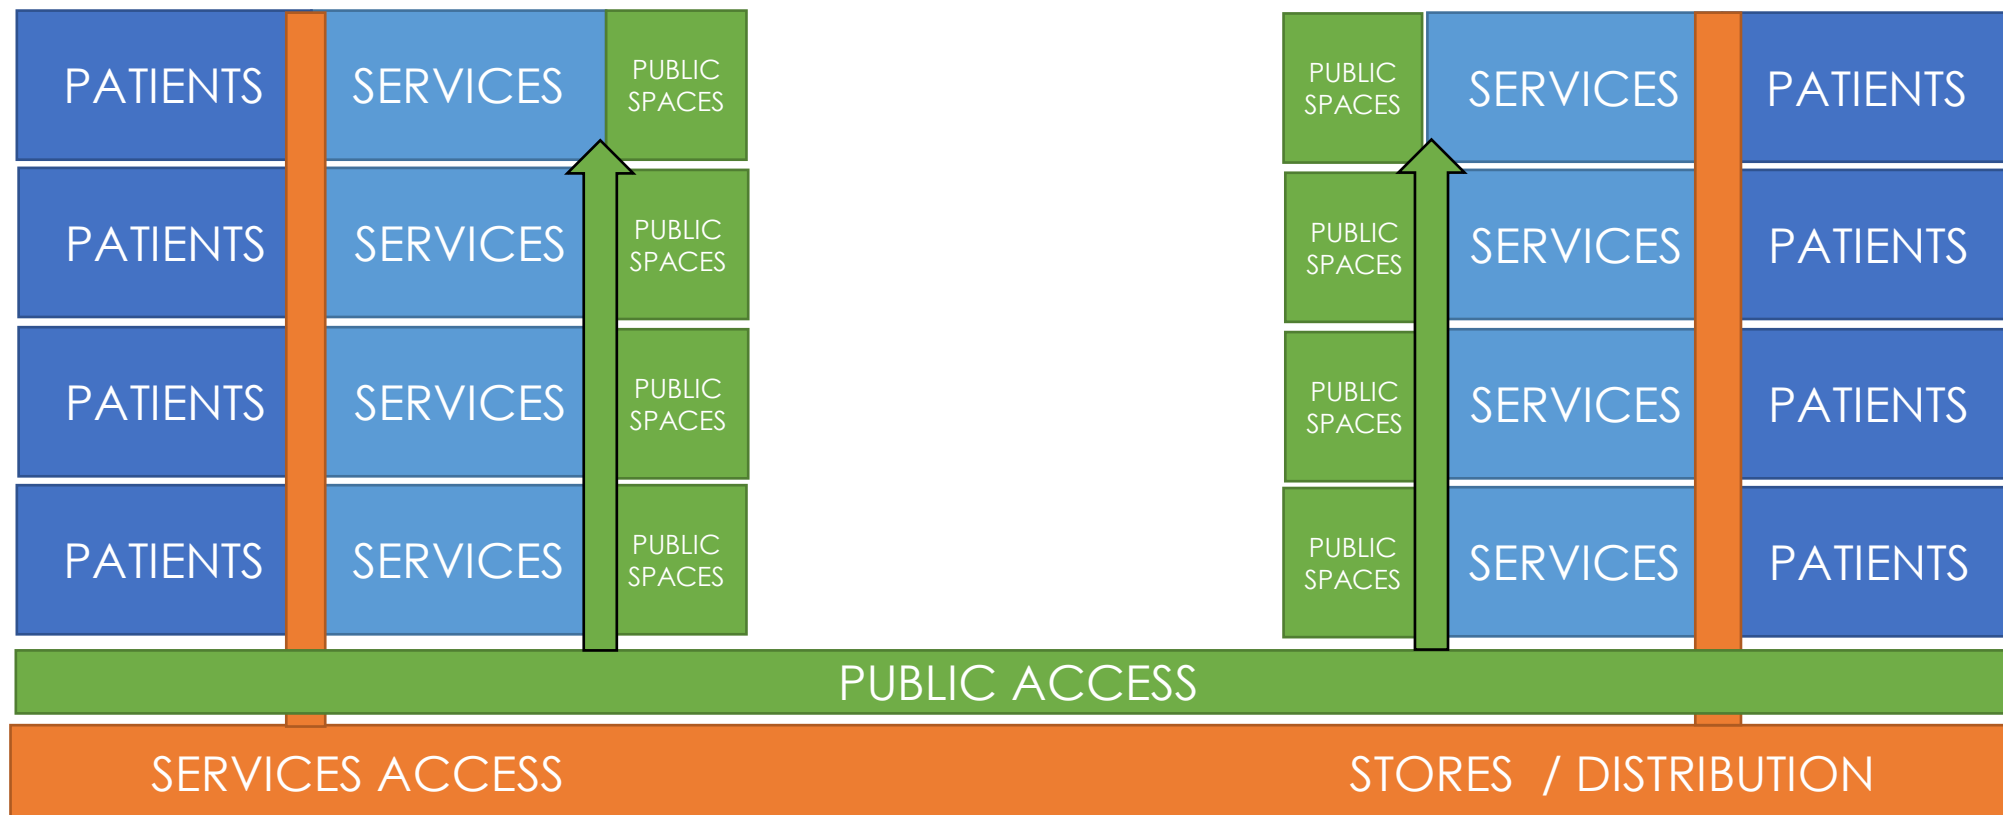 PATIENTS
SERVICES
PUBLIC
SPACES
PUBLIC
SPACES
SERVICES
PATIENTS
PATIENTS
SERVICES
PUBLIC
SPACES
PUBLIC
SPACES
SERVICES
PATIENTS
PATIENTS
SERVICES
PUBLIC
SPACES
PUBLIC
SPACES
SERVICES
PATIENTS
PATIENTS
SERVICES
PUBLIC
SPACES
PUBLIC
SPACES
SERVICES
PATIENTS
PUBLIC ACCESS
SERVICES ACCESS
STORES / DISTRIBUTION